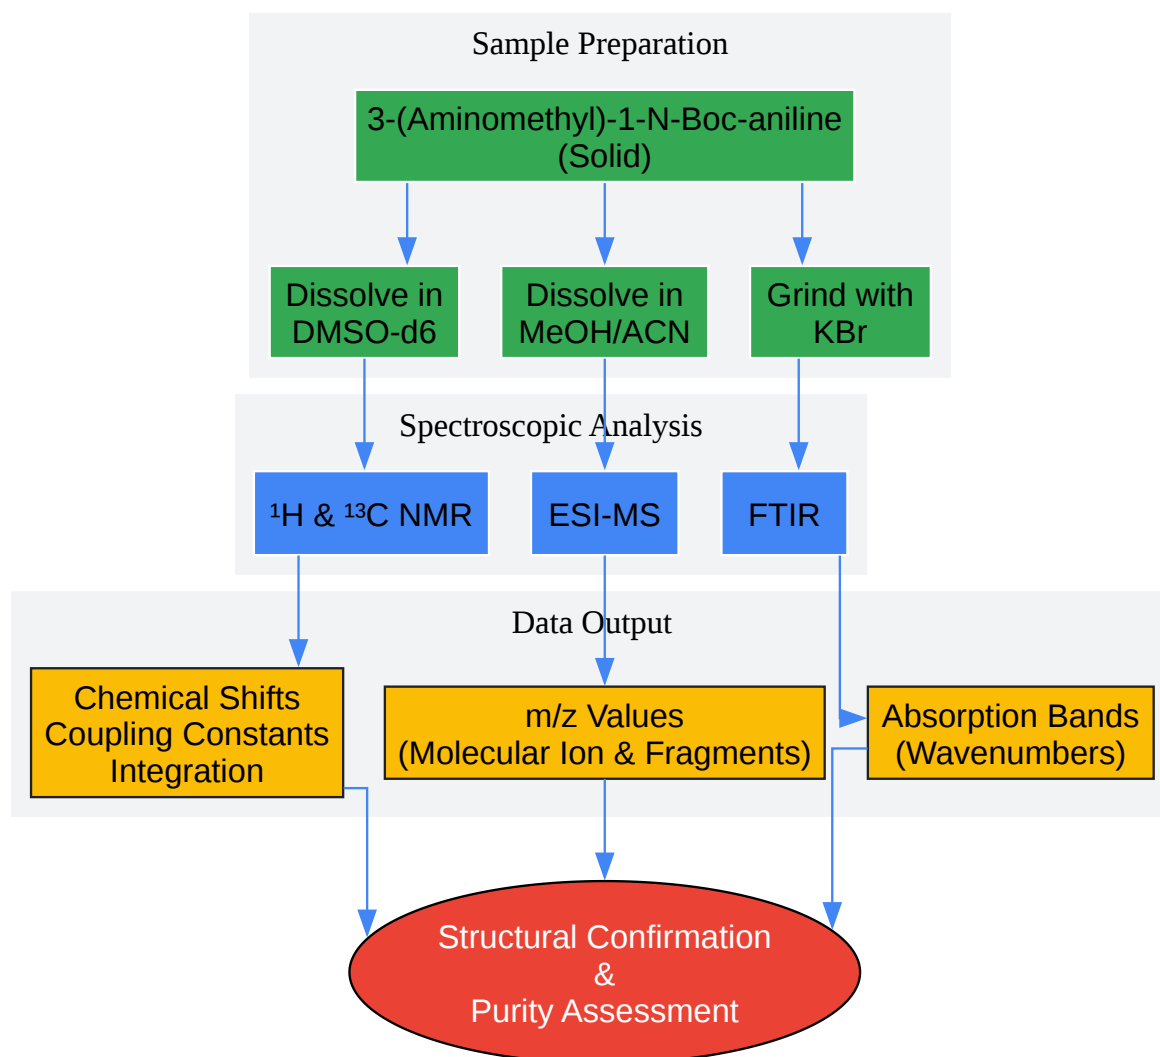 Sample Preparation
3-(Aminomethyl)-1-N-Boc-aniline
(Solid)
Dissolve in
DMSO-d6
Dissolve in
MeOH/ACN
Grind with
KBr
Spectroscopic Analysis
¹H & ¹³C NMR
ESI-MS
FTIR
Data Output
Chemical Shifts
Coupling Constants
Integration
m/z Values
(Molecular Ion & Fragments)
Absorption Bands
(Wavenumbers)
Structural Confirmation
&
Purity Assessment